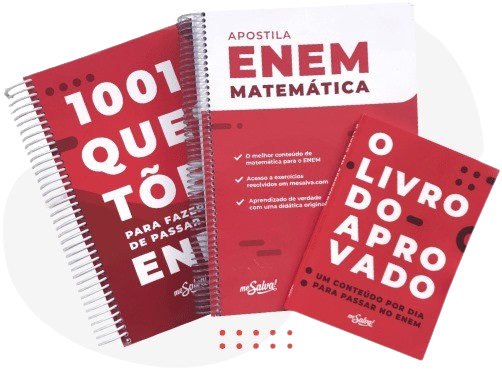 1001
QUE
TÕE
PARA FAZE
DE PASSAR
EN
me Salva!
APOSTILA
ENEM
MATEMÁTICA
O melhor conteúdo de
matemática para o ENEM
Acesso a exercícios
resolvidos em mesalva.com
Aprendizado de verdade
com uma didática original
me Salva!
O
LIVRO
DO
APRO
VADO
UM CONTEÚDO POR DIA
PARA PASSAR NO ENEM
me Salva!